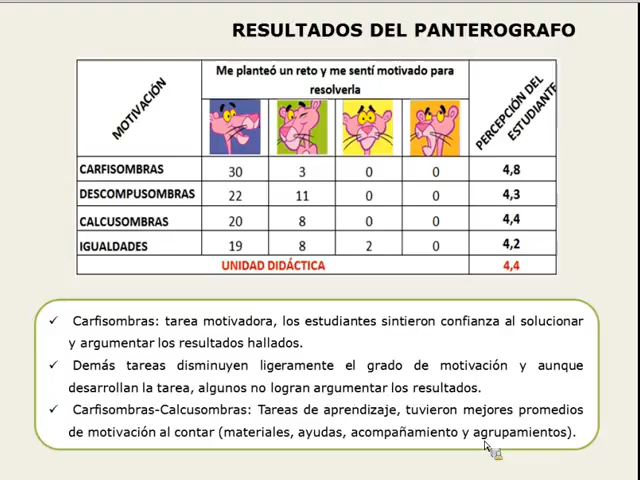 RESULTADOS DEL PANTEROGRAFO
MOTIVACIÓN
Me planteó un reto y me sentí motivado para
resolverla
PERCEPCIÓN DEL
ESTUDIANTE
CARFISOMBRAS 30 3 0 0 4,8
DESCOMPUSOMBRAS 22 11 0 0 4,3
CALCUSOMBRAS 20 8 0 0 4,4
IGUALDADES 19 8 2 0 4,2
UNIDAD DIDÁCTICA 4,4
✓ Carfisombras: tarea motivadora, los estudiantes sintieron confianza al solucionar
y argumentar los resultados hallados.
✓ Demás tareas disminuyen ligeramente el grado de motivación y aunque
desarrollan la tarea, algunos no logran argumentar los resultados.
✓ Carfisombras-Calcusombras: Tareas de aprendizaje, tuvieron mejores promedios
de motivación al contar (materiales, ayudas, acompañamiento y agrupamientos).